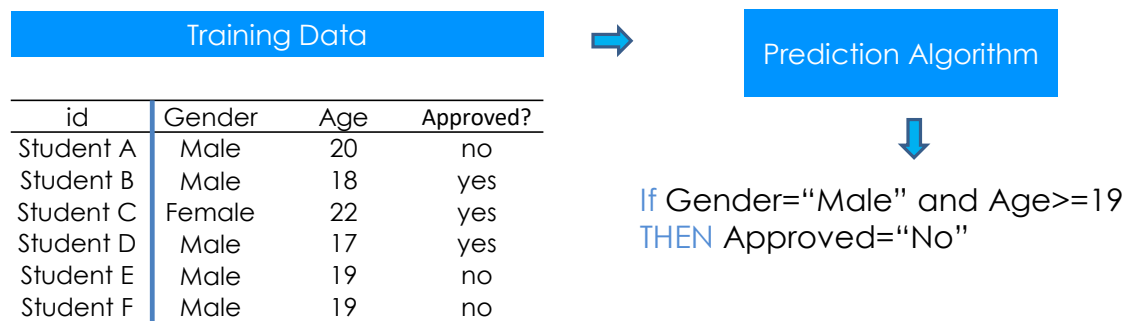 Training Data
Prediction Algorithm
id Gender Age Approved?
Student A Male 20 no
Student B Male 18 yes
Student C Female 22 yes
Student D Male 17 yes
Student E Male 19 no
Student F Male 19 no
If Gender=“Male” and Age>=19
THEN Approved=“No”